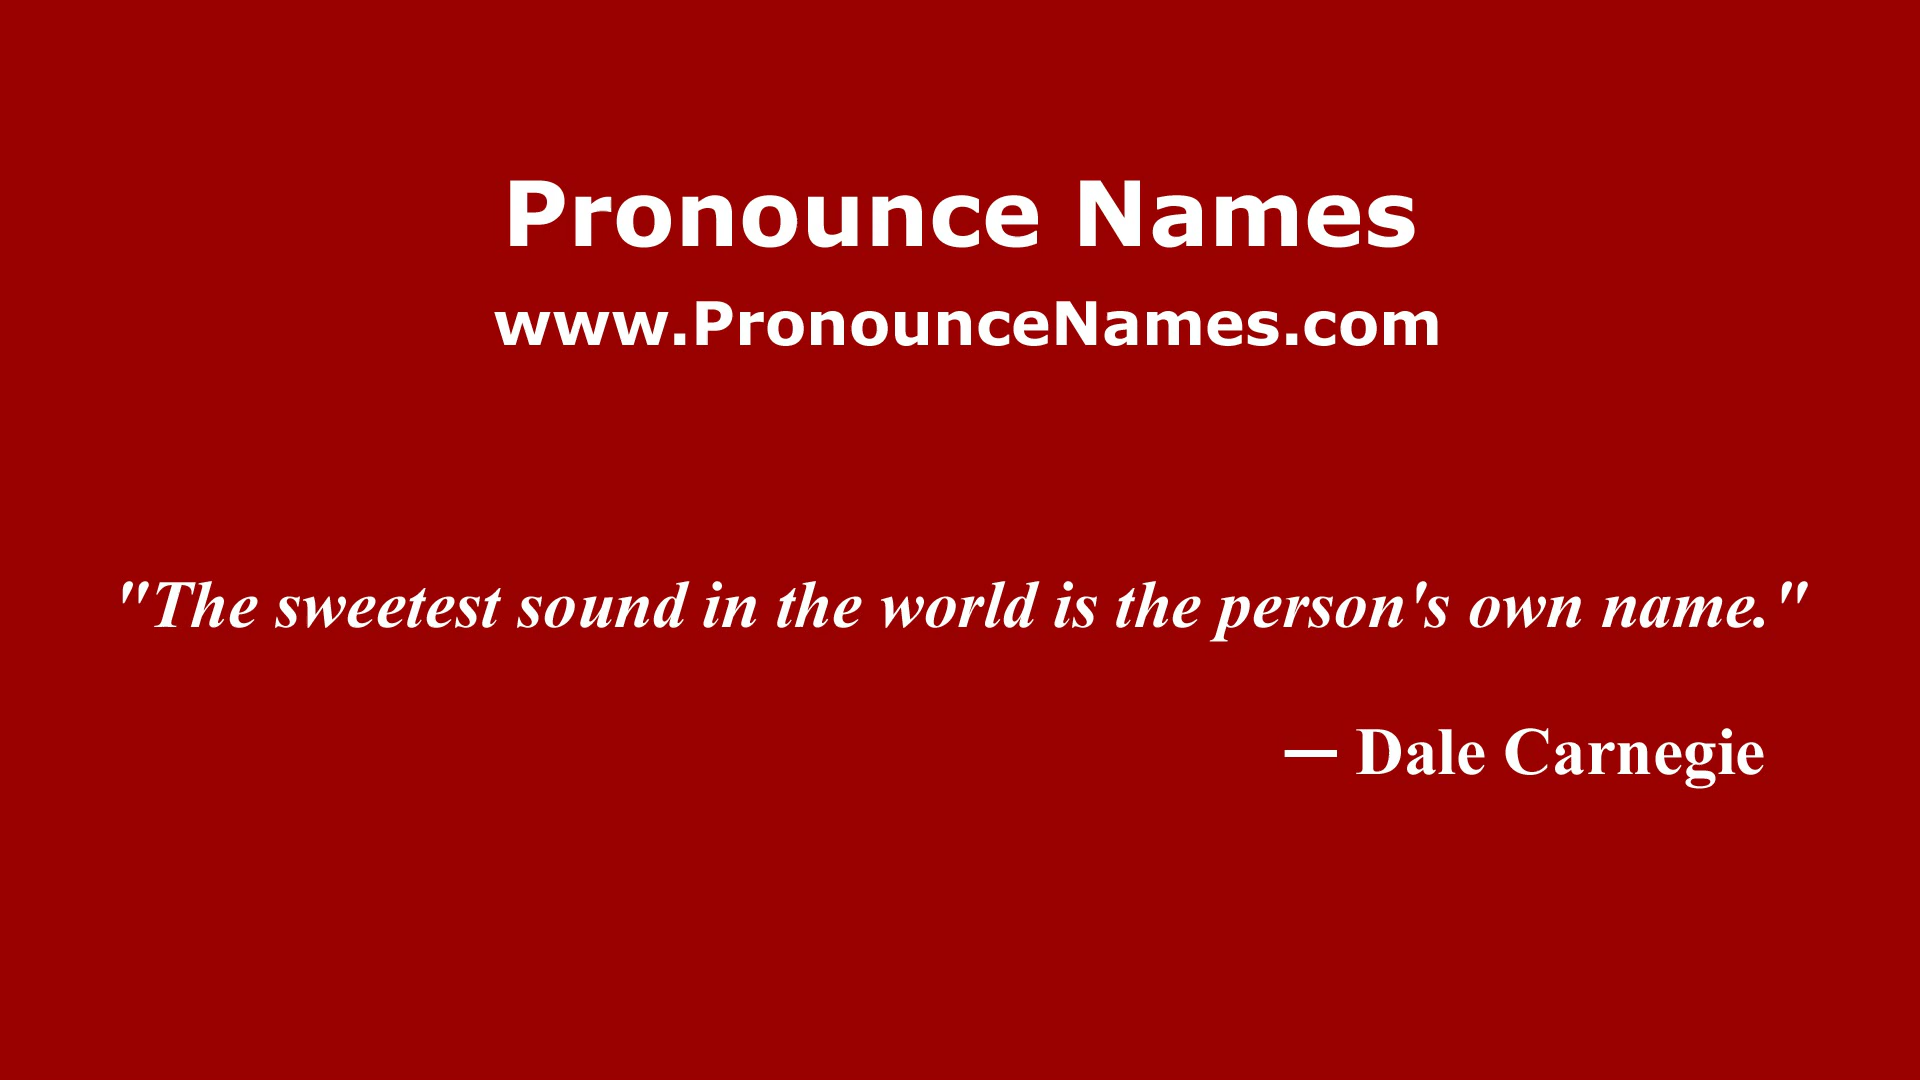 Pronounce Names
www.PronounceNames.com
"The sweetest sound in the world is the person's own name."
— Dale Carnegie